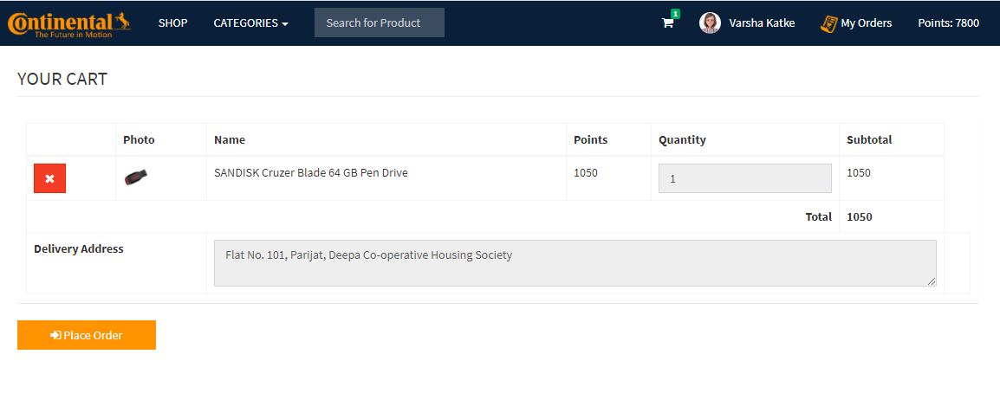 Continental
The Future in Motion
SHOP
CATEGORIES
Search for Product
1
Varsha Katke
My Orders
Points: 7800
YOUR CART
Photo Name Points Quantity Subtotal
SANDISK Cruzer Blade 64 GB Pen Drive 1050 1 1050
Total 1050
Delivery Address Flat No. 101, Parijat, Deepa Co-operative Housing Society
Place Order